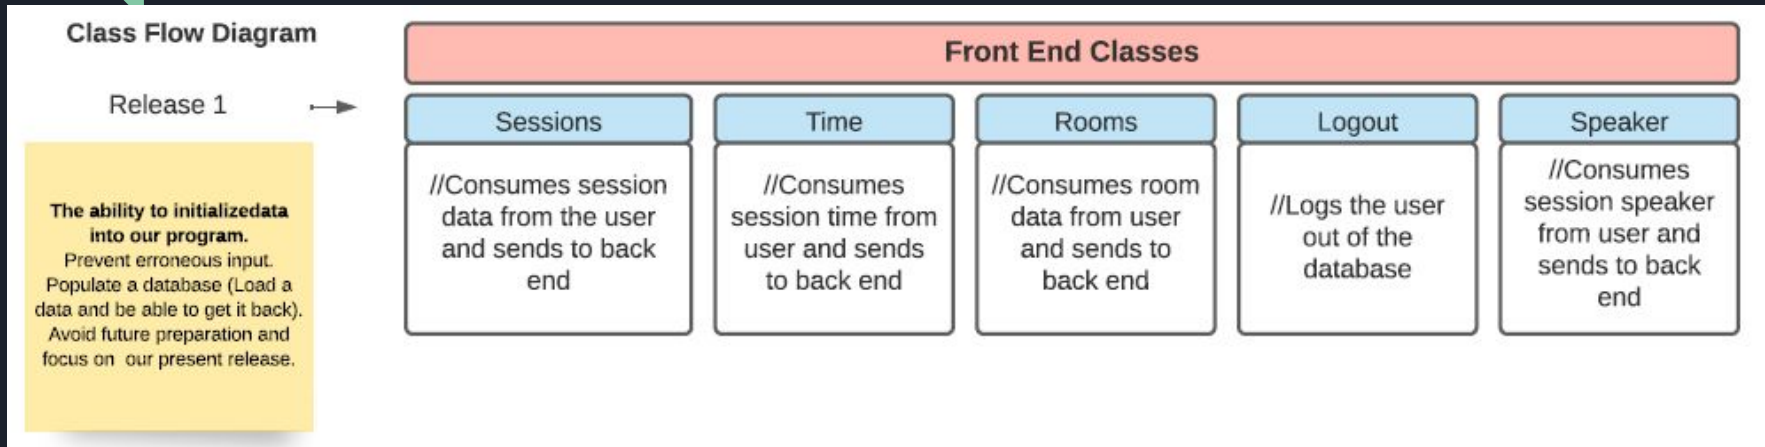 Class Flow Diagram
Release 1
The ability to initializedata
into our program.
Prevent erroneous input.
Populate a database (Load a
data and be able to get it back).
Avoid future preparation and
focus on our present release.
Front End Classes
Sessions
//Consumes session
data from the user
and sends to back
end
Time
//Consumes
session time from
user and sends
to back end
Rooms
//Consumes room
data from user
and sends to
back end
Logout
//Logs the user
out of the
database
Speaker
//Consumes
session speaker
from user and
sends to back
end